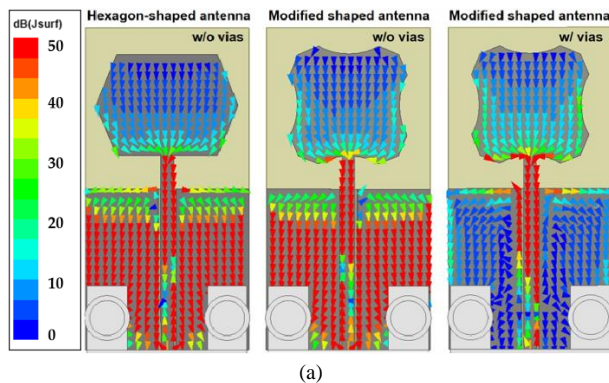 dB(Jsurf)
50
40
30
20
10
0
Hexagon-shaped antenna
w/o vias
Modified shaped antenna
w/o vias
Modified shaped antenna
w/ vias
(a)